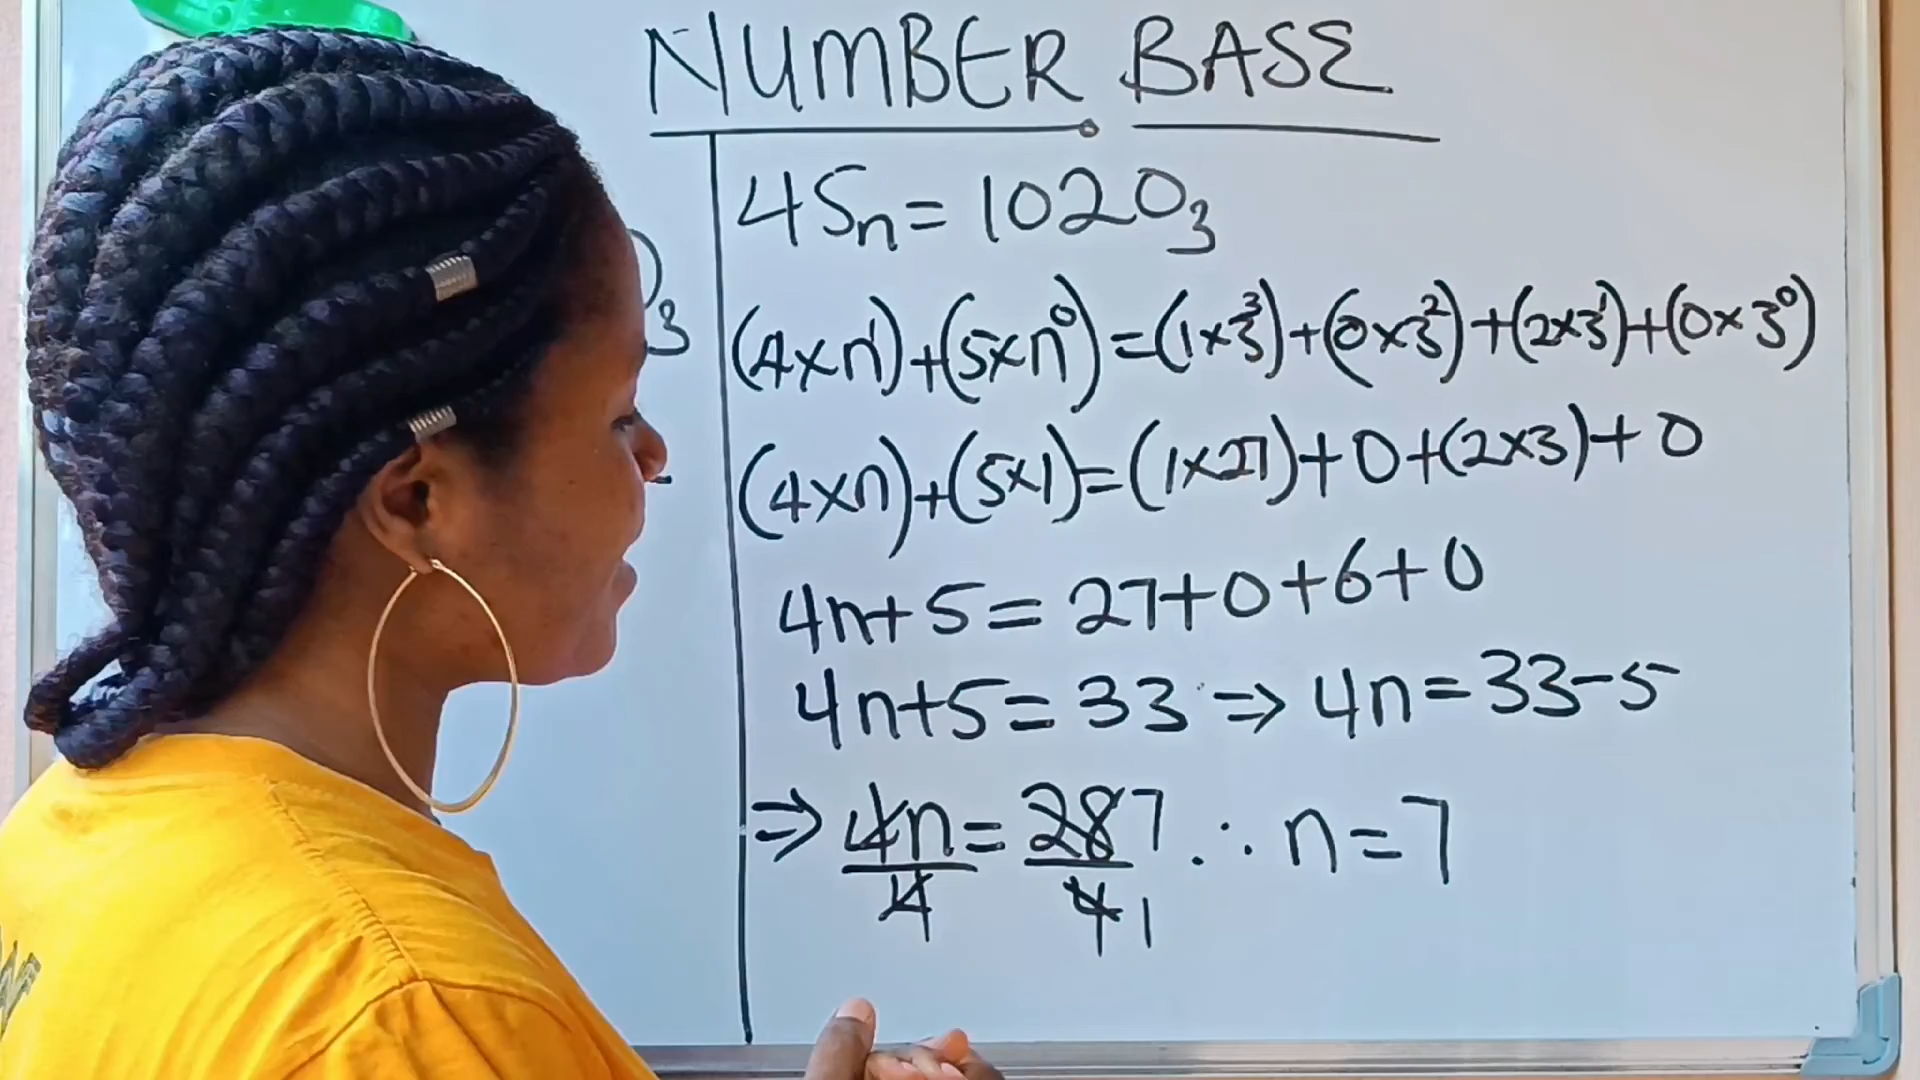 NUMBER BASE
)₃
45ₙ = 1020₃
(4×n¹)+(5×n⁰)=(1×3³)+(0×3²)+(2×3¹)+(0×3⁰)
(4×n)+(5×1)=(1×27)+0+(2×3)+0
4n+5=27+0+6+0
4n+5=33 ⇒ 4n=33-5
⇒ 4n/4 = 28/4 7 1 ∴ n=7